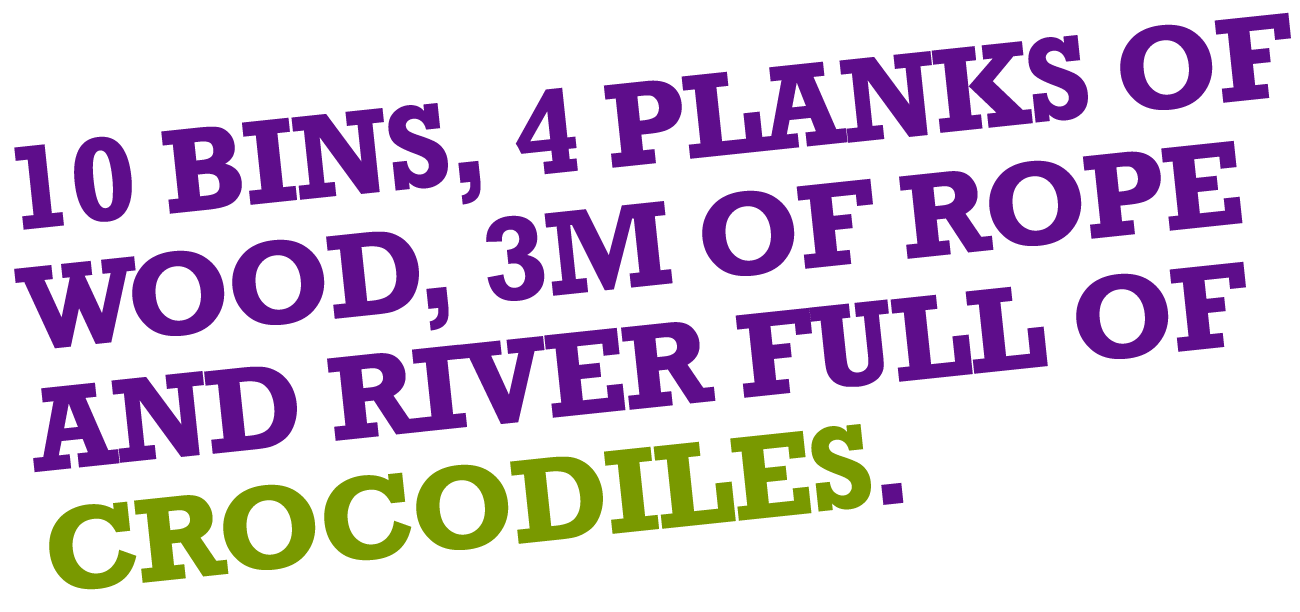 10 BINS, 4 PLANKS OF
WOOD, 3M OF ROPE
AND RIVER FULL OF
CROCODILES.